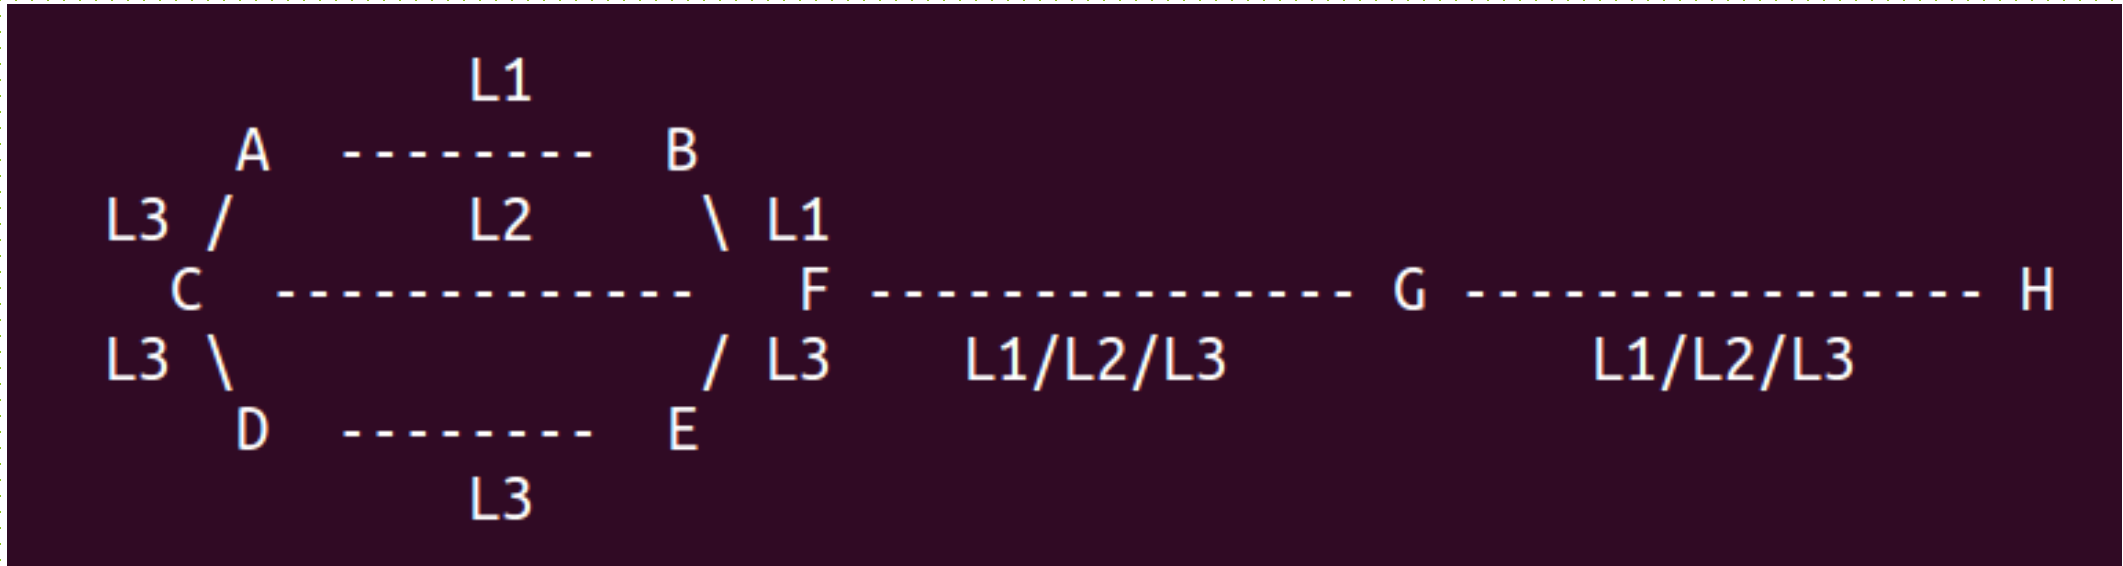 L1
A -------- B
L3 / L2 \ L1
C ------------- F --------------- G ---------------- H
L3 \ / L3 L1/L2/L3 L1/L2/L3
D -------- E
L3